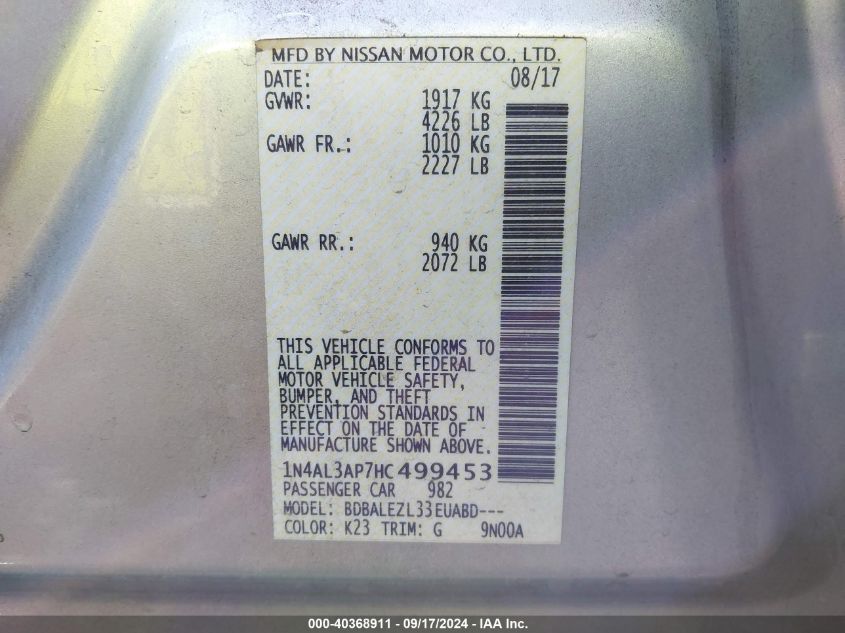 MFD BY NISSAN MOTOR CO., LTD.
DATE: 08/17
GVWR: 1917 KG
4226 LB
GAWR FR.: 1010 KG
2227 LB
GAWR RR.: 940 KG
2072 LB
THIS VEHICLE CONFORMS TO
ALL APPLICABLE FEDERAL
MOTOR VEHICLE SAFETY,
BUMPER, AND THEFT
PREVENTION STANDARDS IN
EFFECT ON THE DATE OF
MANUFACTURE SHOWN ABOVE.
1N4AL3AP7HC499453
PASSENGER CAR 982
MODEL: BDBALEZL33EUABD---
COLOR: K23 TRIM: G 9N00A
000-40368911 - 09/17/2024 - IAA Inc.